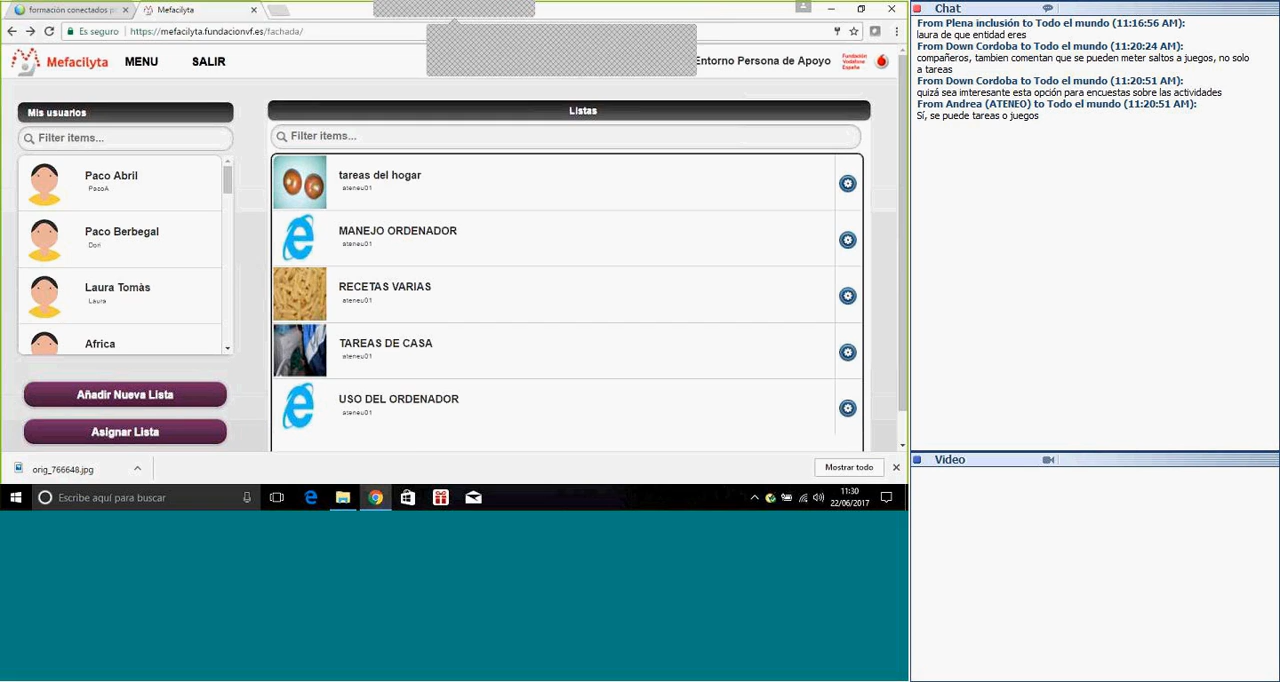 formación conectados p
Mefacilyta
Es seguro
https://mefacilyta.fundacionvf.es/fachada/
Mefacilyta
MENU
SALIR
Entorno Persona de Apoyo
Fundación
Vodafone
España
Mis usuarios
Filter items...
Paco Abril
PacoA
Paco Berbegal
Dori
Laura Tomàs
Laura
Africa
Añadir Nueva Lista
Asignar Lista
Listas
Filter items...
tareas del hogar
ateneu01
MANEJO ORDENADOR
ateneu01
RECETAS VARIAS
ateneu01
TAREAS DE CASA
ateneu01
USO DEL ORDENADOR
ateneu01
orig_766648.jpg
Mostrar todo
Escribe aquí para buscar
11:30
22/06/2017
Chat
From Plena inclusión to Todo el mundo (11:16:56 AM):
laura de que entidad eres
From Down Cordoba to Todo el mundo (11:20:24 AM):
compañeros, tambien comentan que se pueden meter saltos a juegos, no solo
a tareas
From Down Cordoba to Todo el mundo (11:20:51 AM):
quizá sea interesante esta opción para encuestas sobre las actividades
From Andrea (ATENEO) to Todo el mundo (11:20:51 AM):
Sí, se puede tareas o juegos
Video